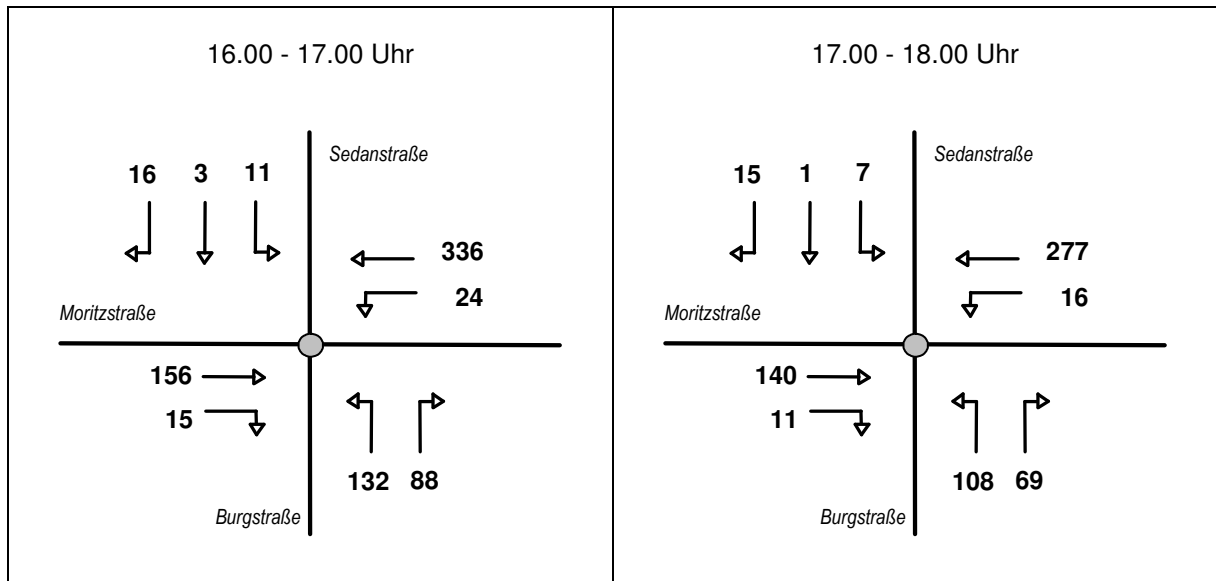 16.00 - 17.00 Uhr
Sedanstraße
16 3 11
336
24
Moritzstraße
156
15
132 88
Burgstraße
17.00 - 18.00 Uhr
Sedanstraße
15 1 7
277
16
Moritzstraße
140
11
108 69
Burgstraße